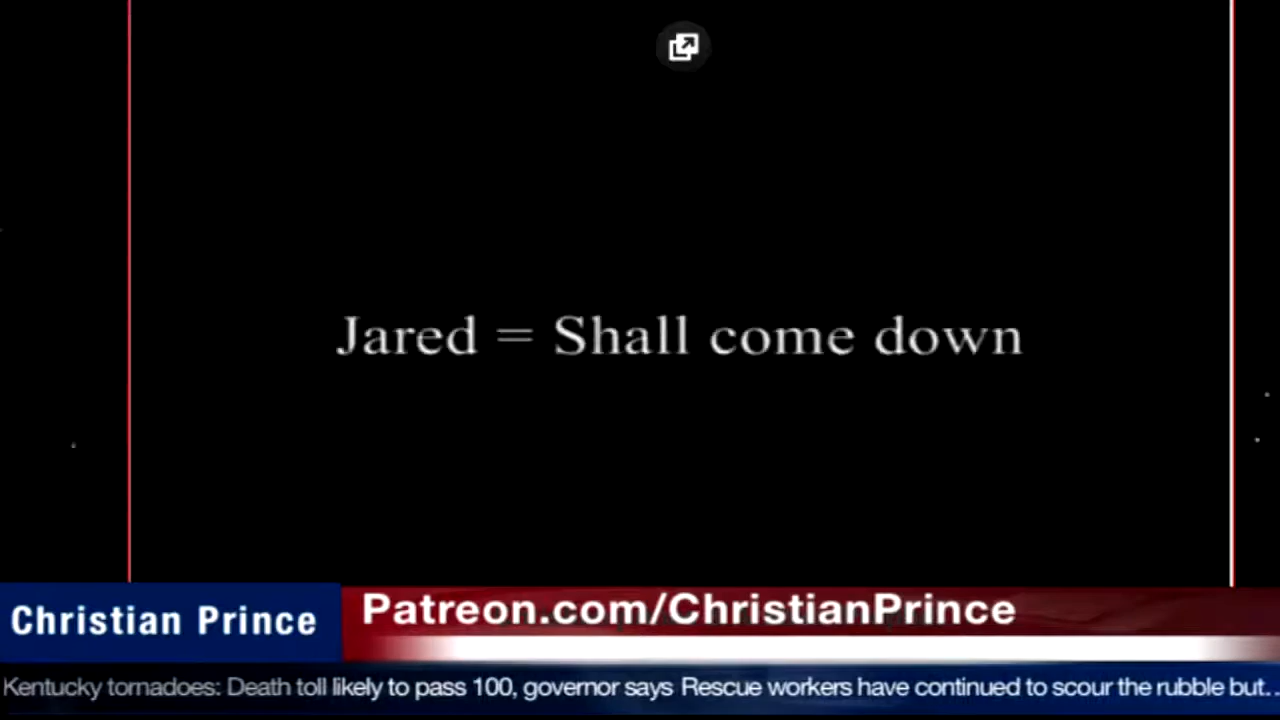 Jared = Shall come down
Christian Prince
Patreon.com/ChristianPrince
Kentucky tornadoes: Death toll likely to pass 100, governor says Rescue workers have continued to scour the rubble but..